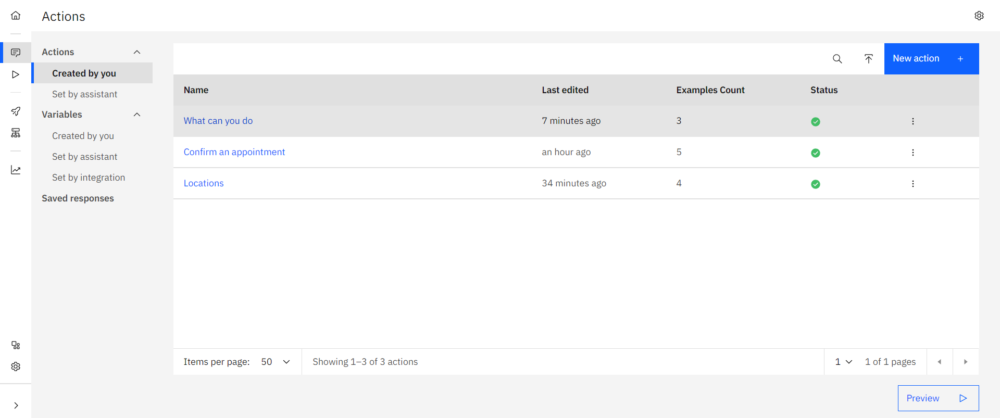 Actions
Actions
Created by you
Set by assistant
Variables
Created by you
Set by assistant
Set by integration
Saved responses
New action +
Name Last edited Examples Count Status
What can you do 7 minutes ago 3
Confirm an appointment an hour ago 5
Locations 34 minutes ago 4
Items per page: 50 Showing 1–3 of 3 actions 1 1 of 1 pages
Preview